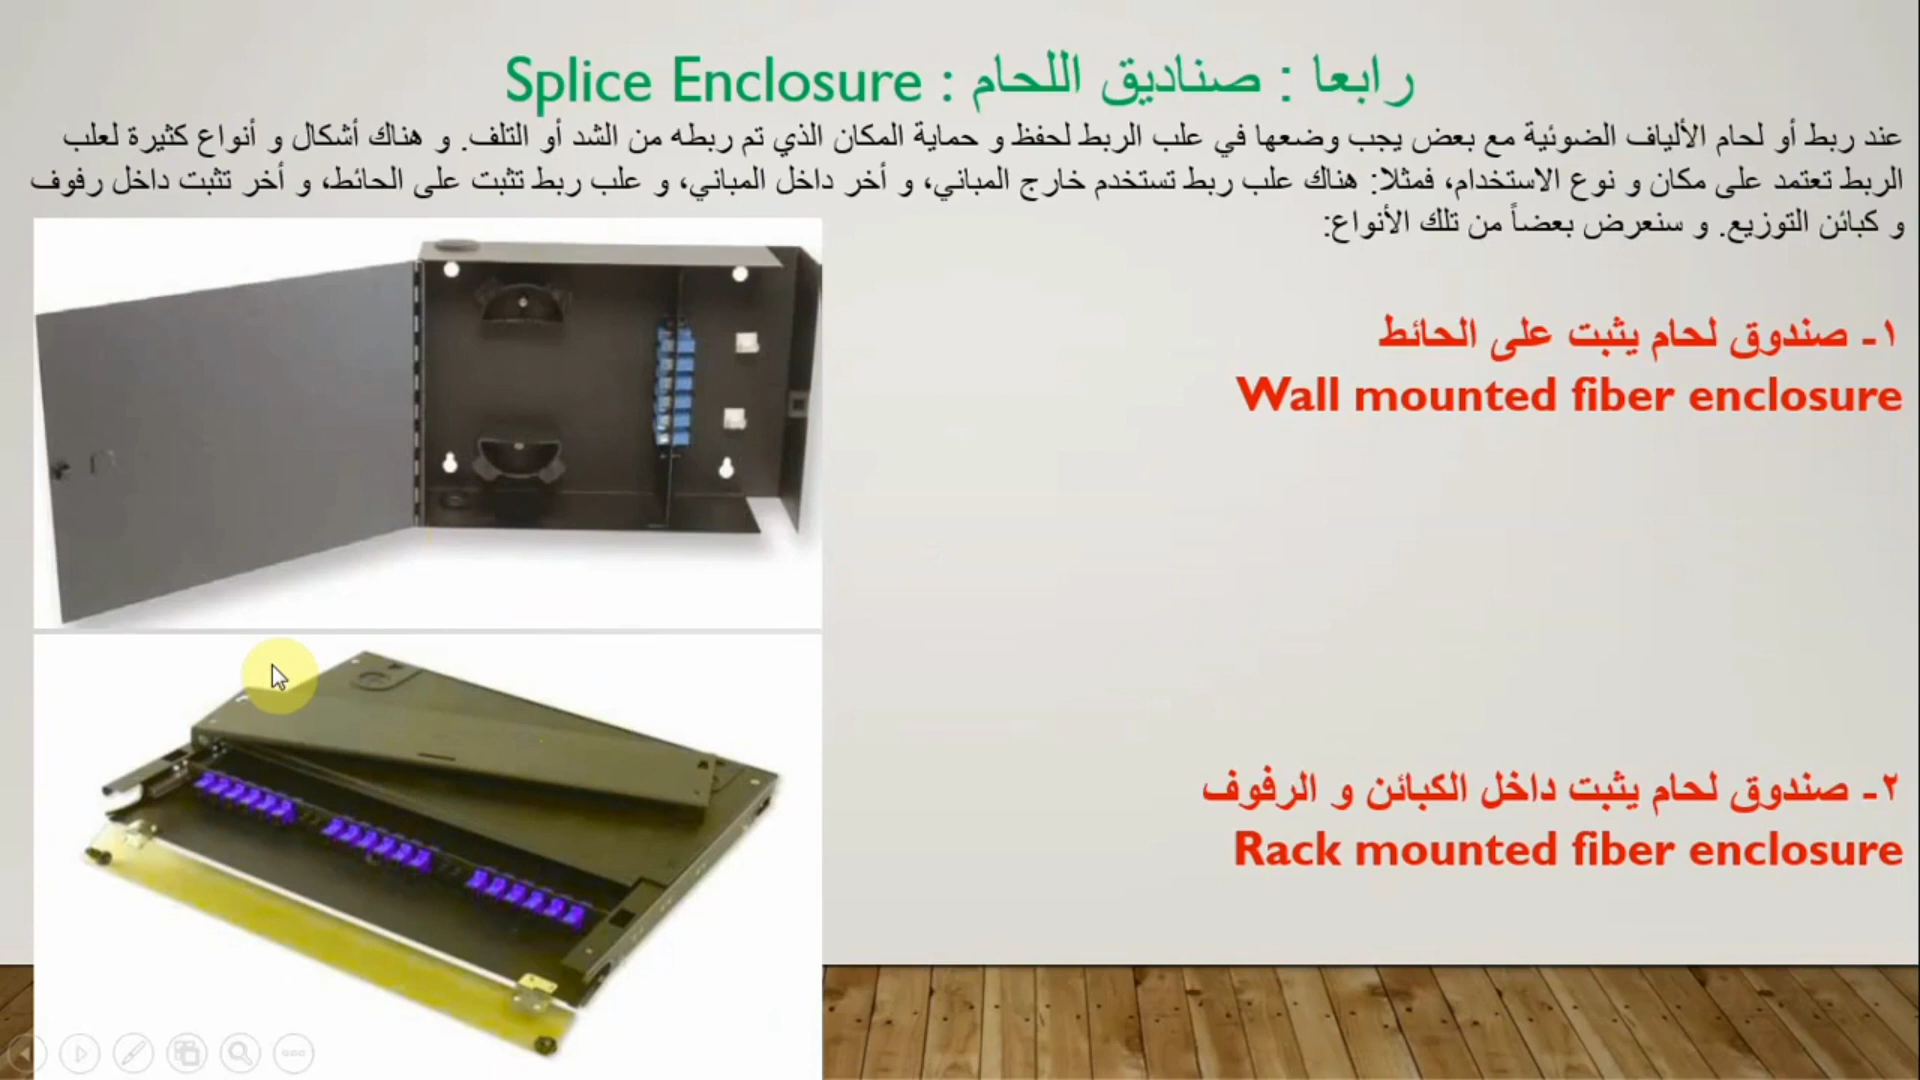 رابعا : صناديق اللحام : Splice Enclosure
عند ربط أو لحام الألياف الضوئية مع بعض يجب وضعها في علب الربط لحفظ و حماية المكان الذي تم ربطه من الشد أو التلف. و هناك أشكال و أنواع كثيرة لعلب
الربط تعتمد على مكان و نوع الاستخدام، فمثلا: هناك علب ربط تستخدم خارج المباني، و أخر داخل المباني، و علب ربط تثبت على الحائط، و أخر تثبت داخل رفوف
و كبائن التوزيع. و سنعرض بعضاً من تلك الأنواع:
١- صندوق لحام يثبت على الحائط
Wall mounted fiber enclosure
٢- صندوق لحام يثبت داخل الكبائن و الرفوف
Rack mounted fiber enclosure